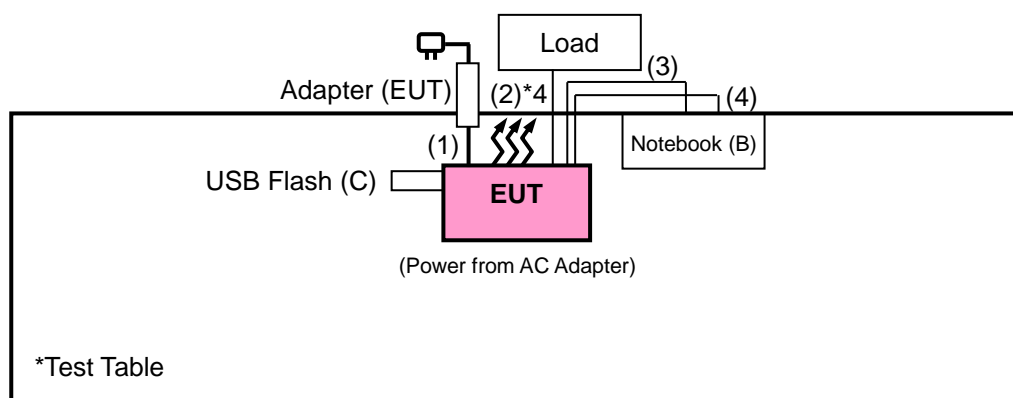 Load
(3)
Adapter (EUT)
(2)*4
(4)
(1)
Notebook (B)
USB Flash (C)
EUT
(Power from AC Adapter)
*Test Table